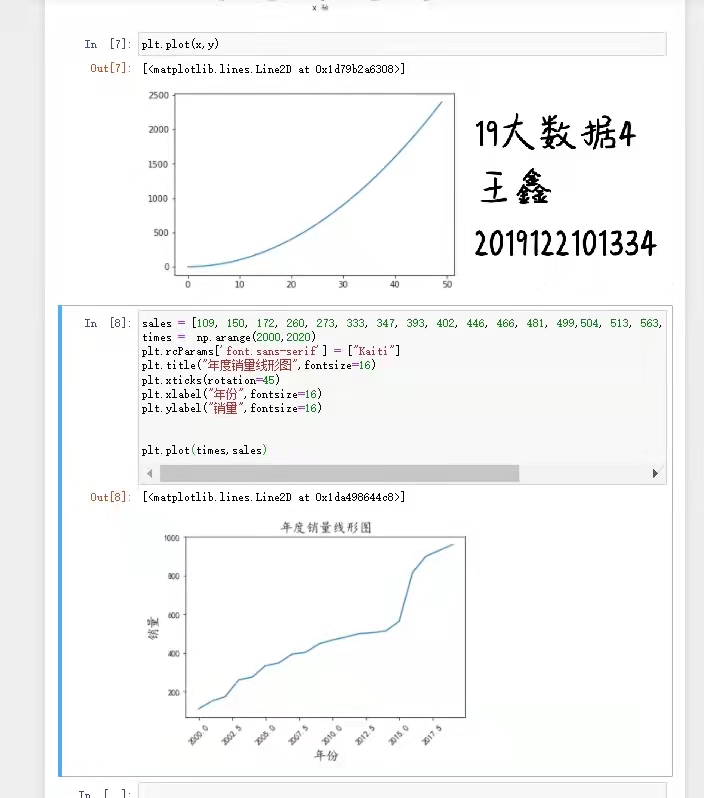 x 轴
In [7]: plt.plot(x,y)
Out[7]: [<matplotlib.lines.Line2D at 0x1d79b2a6308>]
2500
2000
1500
1000
500
0
0 10 20 30 40 50
19大数据4
王鑫
2019122101334
In [8]: sales = [109, 150, 172, 260, 273, 333, 347, 393, 402, 446, 466, 481, 499,504, 513, 563,
times = np.arange(2000,2020)
plt.rcParams['font.sans-serif'] = ["Kaiti"]
plt.title("年度销量线形图",fontsize=16)
plt.xticks(rotation=45)
plt.xlabel("年份",fontsize=16)
plt.ylabel("销量",fontsize=16)
plt.plot(times,sales)
Out[8]: [<matplotlib.lines.Line2D at 0x1da498644c8>]
年度销量线形图
1000
800
600
400
200
销量
2000.0 2002.5 2005.0 2007.5 2010.0 2012.5 2015.0 2017.5
年份
In [ ]: